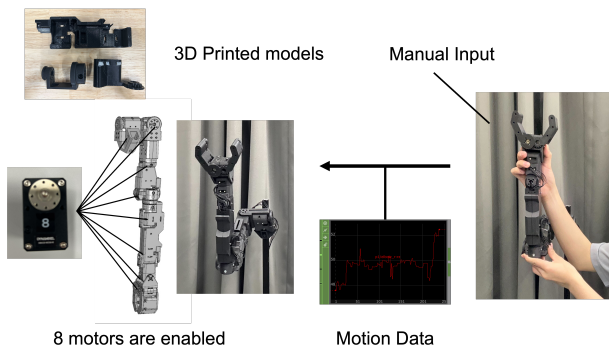 3D Printed models
Manual Input
8
8 motors are enabled
Motion Data